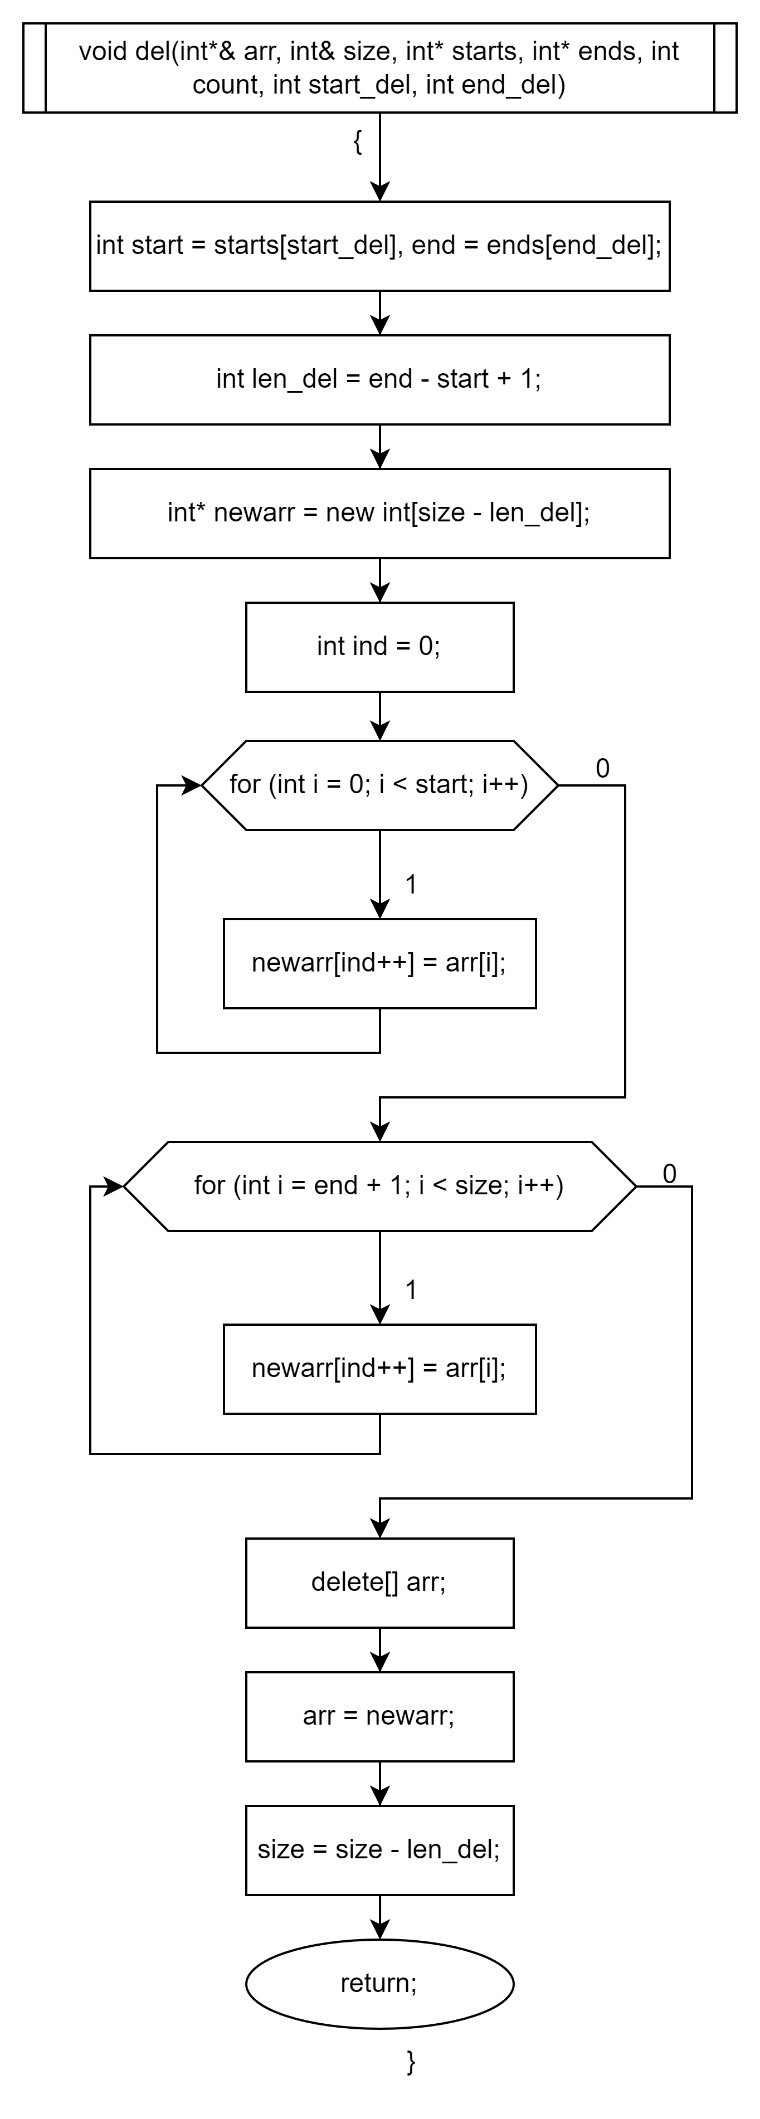 void del(int*& arr, int& size, int* starts, int* ends, int
count, int start_del, int end_del)
{
int start = starts[start_del], end = ends[end_del];
int len_del = end - start + 1;
int* newarr = new int[size - len_del];
int ind = 0;
for (int i = 0; i < start; i++)
0
1
newarr[ind++] = arr[i];
for (int i = end + 1; i < size; i++)
0
1
newarr[ind++] = arr[i];
delete[] arr;
arr = newarr;
size = size - len_del;
return;
}